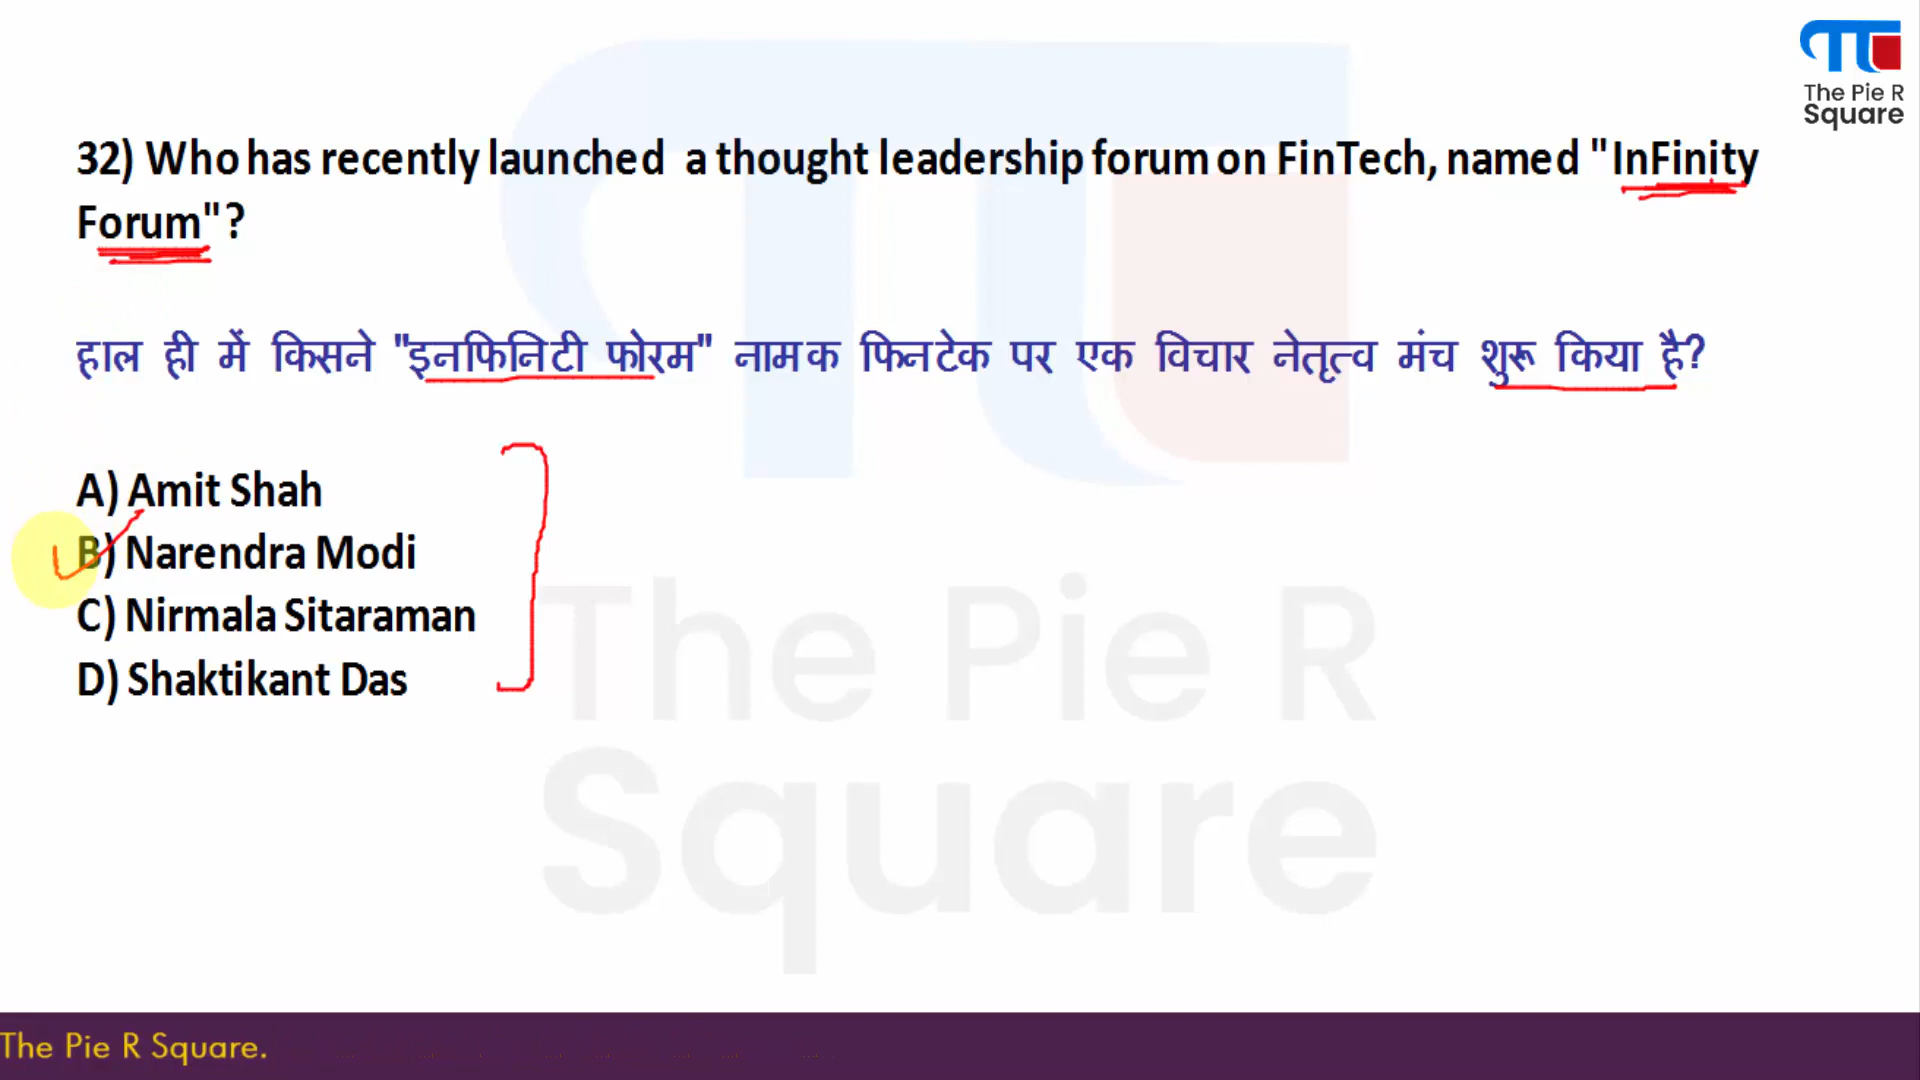 The Pie R
Square
32) Who has recently launched a thought leadership forum on FinTech, named "InFinity
Forum"?
हाल ही में किसने "इनफिनिटी फोरम" नामक फिनटेक पर एक विचार नेतृत्व मंच शुरू किया है?
A) Amit Shah
B) Narendra Modi
C) Nirmala Sitaraman
D) Shaktikant Das
The Pie R
Square
The Pie R Square.